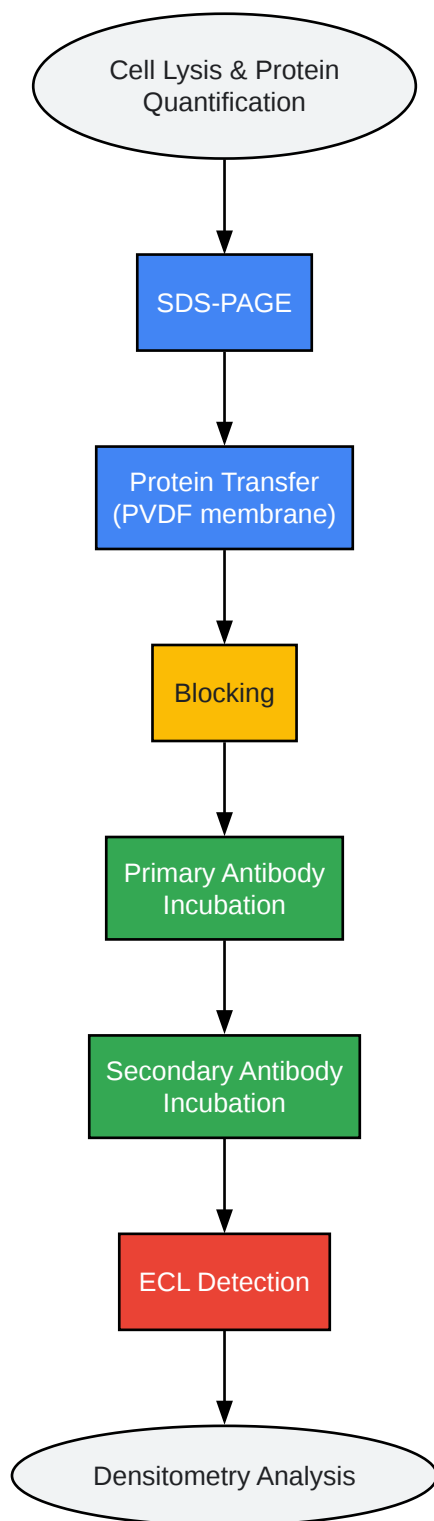 Cell Lysis & Protein
Quantification
SDS-PAGE
Protein Transfer
(PVDF membrane)
Blocking
Primary Antibody
Incubation
Secondary Antibody
Incubation
ECL Detection
Densitometry Analysis